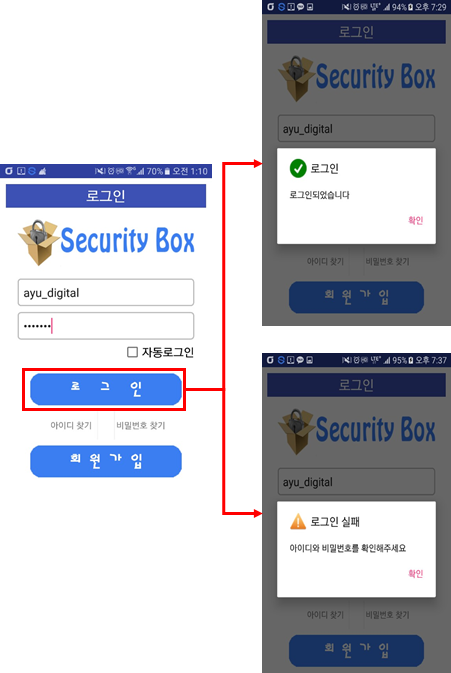 70% 오전 1:10
로그인
Security Box
ayu_digital
•••••••
자동로그인
로 그 인
아이디 찾기 비밀번호 찾기
회 원 가 입
94% 오후 7:29
로그인
Security Box
ayu_digital
로그인
로그인되었습니다
확인
아이디 찾기 비밀번호 찾기
회 원 가 입
95% 오후 7:37
로그인
Security Box
ayu_digital
로그인 실패
아이디와 비밀번호를 확인해주세요
확인
아이디 찾기 비밀번호 찾기
회 원 가 입